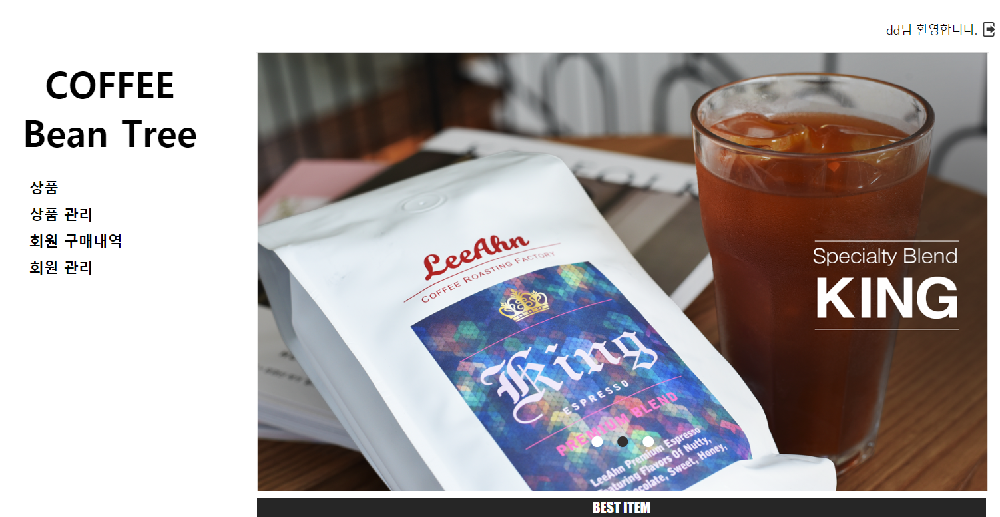 dd님 환영합니다.
COFFEE
Bean Tree
상품
상품 관리
회원 구매내역
회원 관리
LeeAhn
COFFEE ROASTING FACTORY
King
ESPRESSO
PREMIUM BLEND
LeeAhn Premium Espresso
Featuring Flavors Of Nutty,
Sweet, Honey,
Specialty Blend
KING
BEST ITEM